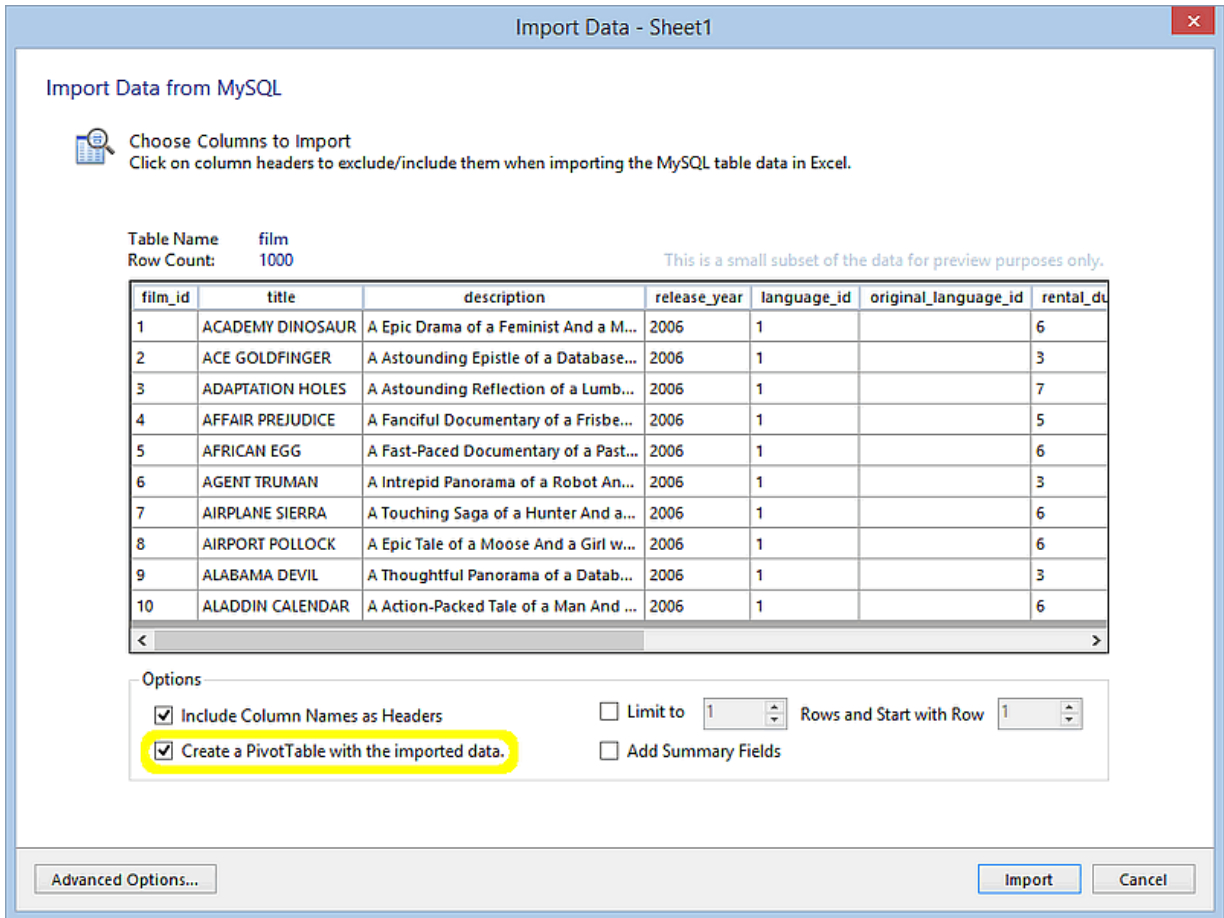 Import Data - Sheet1
Import Data from MySQL
Choose Columns to Import
Click on column headers to exclude/include them when importing the MySQL table data in Excel.
Table Name film
Row Count: 1000 This is a small subset of the data for preview purposes only.
film_id title description release_year language_id original_language_id rental_du
1 ACADEMY DINOSAUR A Epic Drama of a Feminist And a M... 2006 1 6
2 ACE GOLDFINGER A Astounding Epistle of a Database... 2006 1 3
3 ADAPTATION HOLES A Astounding Reflection of a Lumb... 2006 1 7
4 AFFAIR PREJUDICE A Fanciful Documentary of a Frisbe... 2006 1 5
5 AFRICAN EGG A Fast-Paced Documentary of a Past... 2006 1 6
6 AGENT TRUMAN A Intrepid Panorama of a Robot An... 2006 1 3
7 AIRPLANE SIERRA A Touching Saga of a Hunter And a... 2006 1 6
8 AIRPORT POLLOCK A Epic Tale of a Moose And a Girl w... 2006 1 6
9 ALABAMA DEVIL A Thoughtful Panorama of a Datab... 2006 1 3
10 ALADDIN CALENDAR A Action-Packed Tale of a Man And ... 2006 1 6
Options
Include Column Names as Headers Limit to 1 Rows and Start with Row 1
Create a PivotTable with the imported data. Add Summary Fields
Advanced Options... Import Cancel